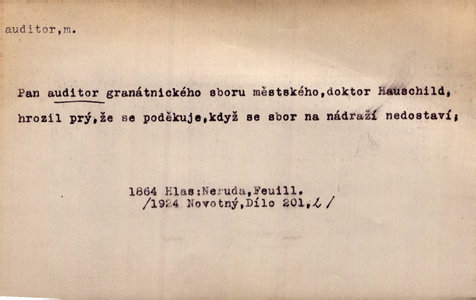 auditor,m.
Pan auditor granátnického sboru městského,doktor Hauschild,
hrozil prý,že se poděkuje,když se sbor na nádraží nedostaví;
1864 Hlas:Neruda,Feuill.
/1924 Novotný,Dílo 201,2/